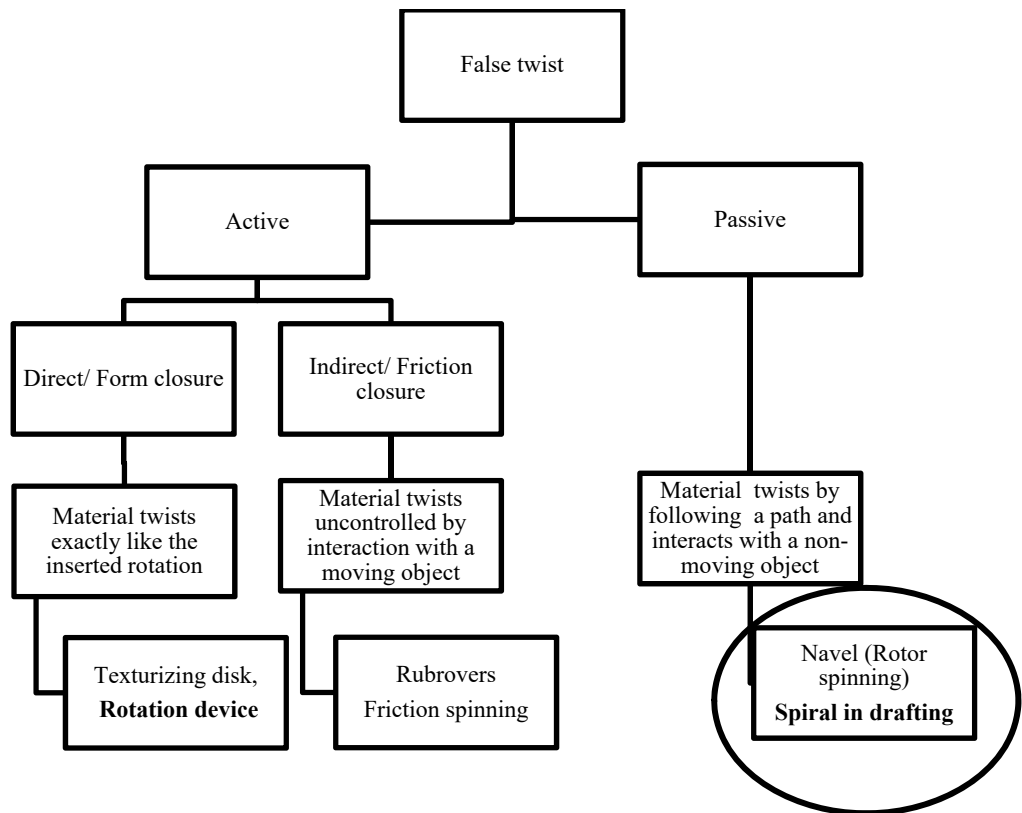 False twist
Active
Passive
Direct/ Form closure
Indirect/ Friction
closure
Material twists
exactly like the
inserted rotation
Material twists
uncontrolled by
interaction with a
moving object
Material twists by
following a path and
interacts with a non-
moving object
Texturizing disk,
Rotation device
Rubrovers
Friction spinning
Navel (Rotor
spinning)
Spiral in drafting